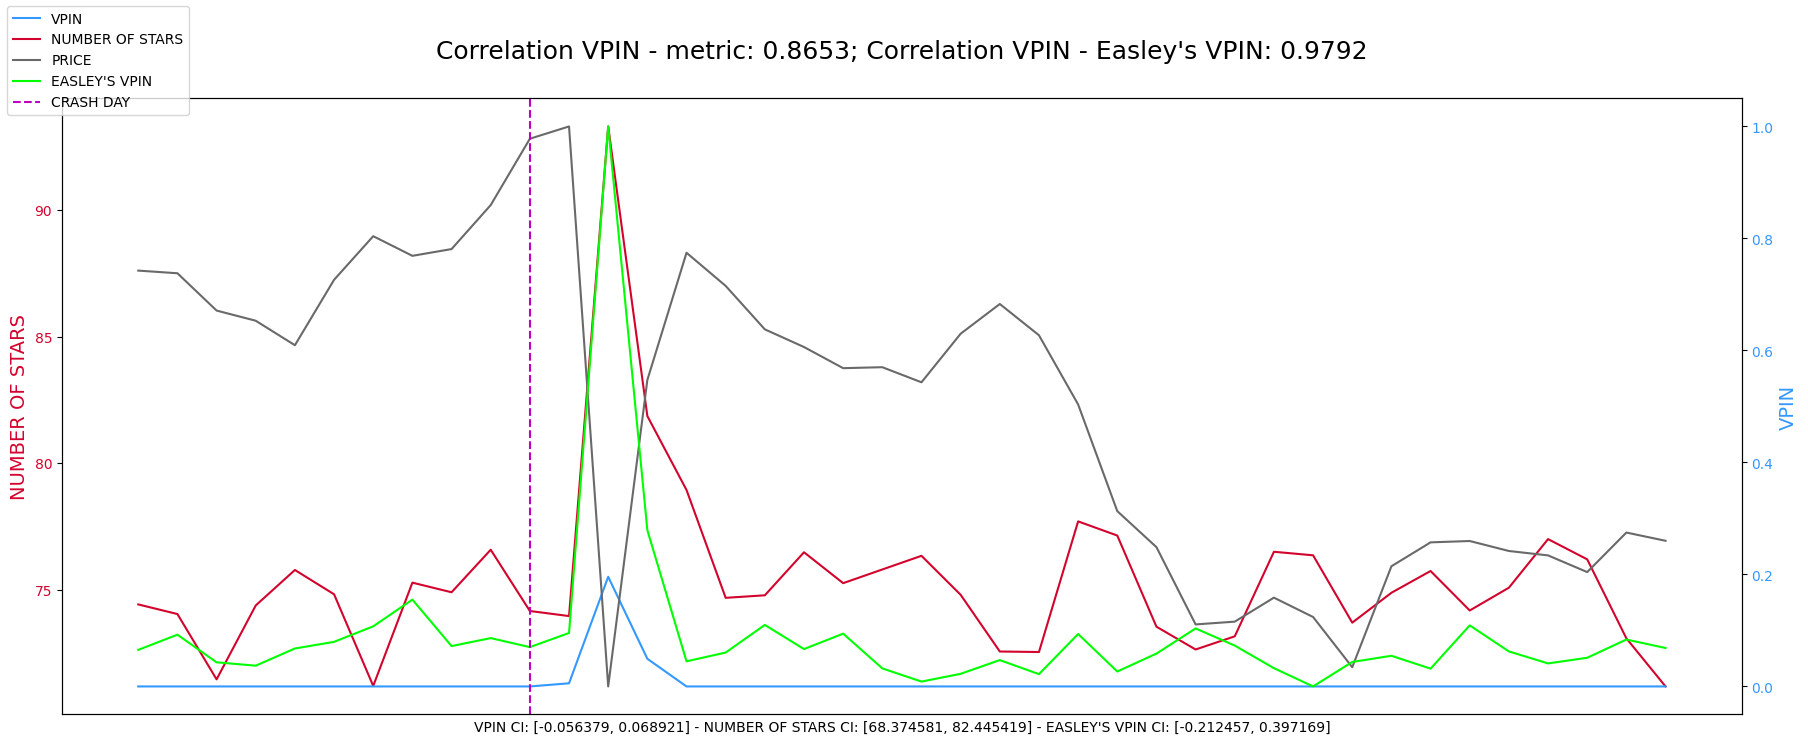 VPIN
NUMBER OF STARS
PRICE
EASLEY'S VPIN
CRASH DAY
Correlation VPIN - metric: 0.8653; Correlation VPIN - Easley's VPIN: 0.9792
NUMBER OF STARS
90
85
80
75
1.0
0.8
0.6
0.4
0.2
0.0
VPIN
VPIN CI: [-0.056379, 0.068921] - NUMBER OF STARS CI: [68.374581, 82.445419] - EASLEY'S VPIN CI: [-0.212457, 0.397169]